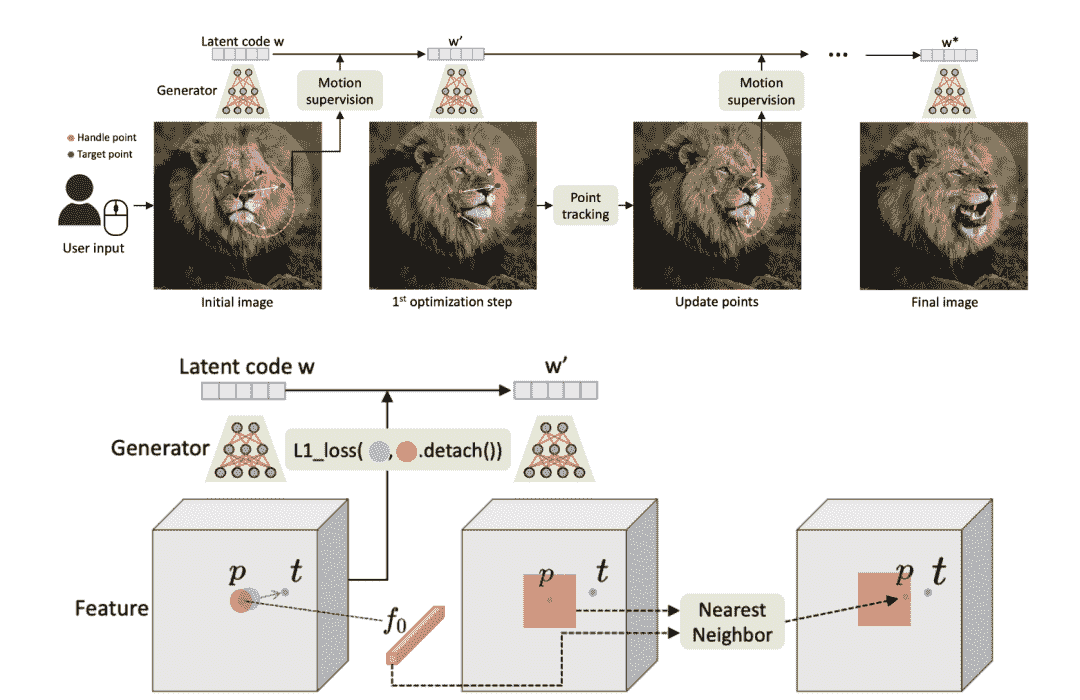 Latent code w
w'
w*
Generator
Motion
supervision
Motion
supervision
...
Handle point
Target point
User input
Point
tracking
Initial image
1st optimization step
Update points
Final image
Latent code w
w'
Generator
L1_loss( , .detach())
p
t
p
t
p
t
Feature
f0
Nearest
Neighbor